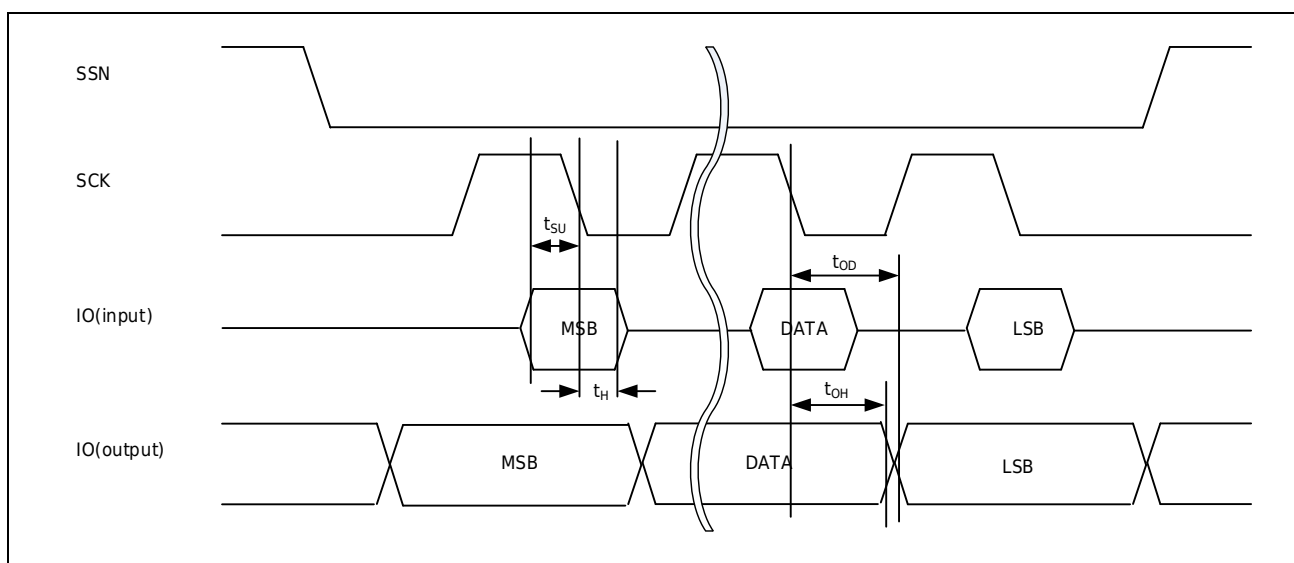 SSN
SCK
tSU
tOD
IO(input)
MSB
DATA
LSB
tH
tOH
IO(output)
MSB
DATA
LSB